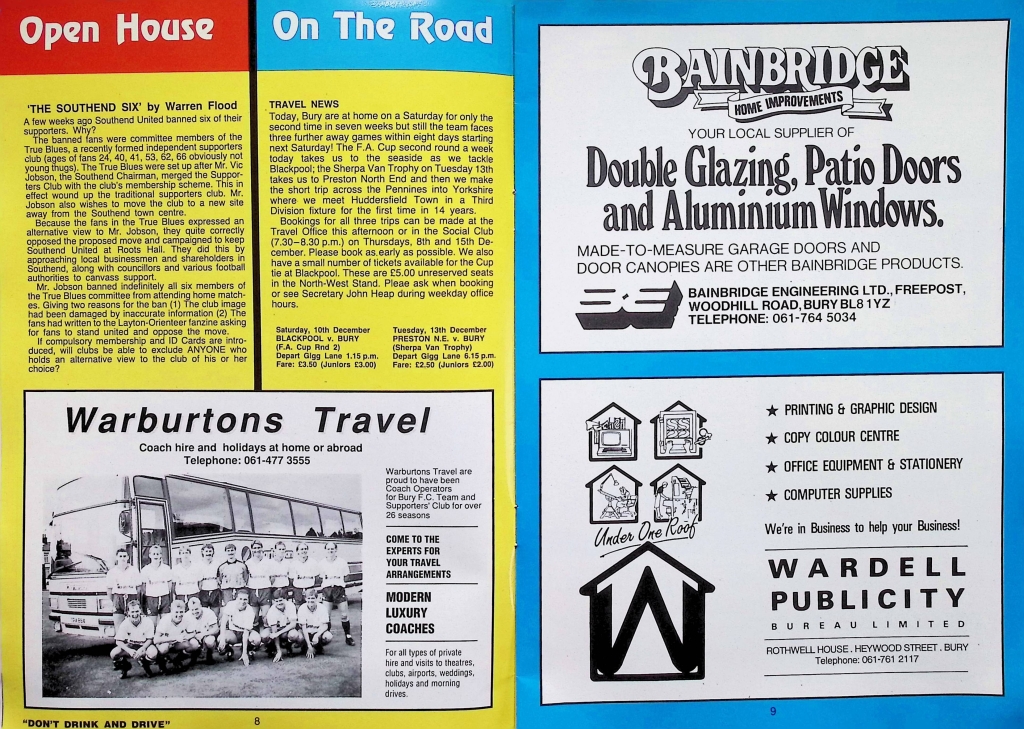 Open House
'THE SOUTHEND SIX' by Warren Flood
A few weeks ago Southend United banned six of their
supporters. Why?
The banned fans were committee members of the
True Blues, a recently formed independent supporters
club (ages of fans 24, 40, 41, 53, 62, 66 obviously not
young thugs). The True Blues were set up after Mr. Vic
Jobson, the Southend Chairman, merged the Suppor-
ters Club with the club's membership scheme. This in
effect wound up the traditional supporters club. Mr.
Jobson also wishes to move the club to a new site
away from the Southend town centre.
Because the fans in the True Blues expressed an
alternative view to Mr. Jobson, they quite correctly
opposed the proposed move and campaigned to keep
Southend United at Roots Hall. They did this by
approaching local businesmen and shareholders in
Southend, along with councillors and various football
authorities to canvass support.
Mr. Jobson banned indefinitely all six members of
the True Blues committee from attending home match-
es. Giving two reasons for the ban (1) The club image
had been damaged by inaccurate information (2) The
fans had written to the Layton-Orienteer fanzine asking
for fans to stand united and oppose the move.
If compulsory membership and ID Cards are intro-
duced, will clubs be able to exclude ANYONE who
holds an alternative view to the club of his or her
choice?
On The Road
TRAVEL NEWS
Today, Bury are at home on a Saturday for only the
second time in seven weeks but still the team faces
three further away games within eight days starting
next Saturday! The F.A. Cup second round a week
today takes us to the seaside as we tackle
Blackpool; the Sherpa Van Trophy on Tuesday 13th
takes us to Preston North End and then we make
the short trip across the Pennines into Yorkshire
where we meet Huddersfield Town in a Third
Division fixture for the first time in 14 years.
Bookings for all three trips can be made at the
Travel Office this afternoon or in the Social Club
(7.30–8.30 p.m.) on Thursdays, 8th and 15th De-
cember. Please book as early as possible. We also
have a small number of tickets available for the Cup
tie at Blackpool. These are £5.00 unreserved seats
in the North-West Stand. Pleae ask when booking
or see Secretary John Heap during weekday office
hours.
Saturday, 10th December
BLACKPOOL v. BURY
(F.A. Cup Rnd 2)
Depart Gigg Lane 1.15 p.m.
Fare: £3.50 (Juniors £3.00)
Tuesday, 13th December
PRESTON N.E. v. BURY
(Sherpa Van Trophy)
Depart Gigg Lane 6.15 p.m.
Fare: £2.50 (Juniors £2.00)
Warburtons Travel
Coach hire and holidays at home or abroad
Telephone: 061-477 3555
Warburtons Travel are
proud to have been
Coach Operators
for Bury F.C. Team and
Supporters' Club for over
26 seasons
COME TO THE
EXPERTS FOR
YOUR TRAVEL
ARRANGEMENTS
MODERN
LUXURY
COACHES
For all types of private
hire and visits to theatres,
clubs, airports, weddings,
holidays and morning
drives.
"DON'T DRINK AND DRIVE"
8
BAINBRIDGE
HOME IMPROVEMENTS
YOUR LOCAL SUPPLIER OF
Double Glazing, Patio Doors
and Aluminium Windows.
MADE-TO-MEASURE GARAGE DOORS AND
DOOR CANOPIES ARE OTHER BAINBRIDGE PRODUCTS.
BAINBRIDGE ENGINEERING LTD., FREEPOST,
WOODHILL ROAD, BURY BL8 1YZ
TELEPHONE: 061-764 5034
★ PRINTING & GRAPHIC DESIGN
★ COPY COLOUR CENTRE
★ OFFICE EQUIPMENT & STATIONERY
★ COMPUTER SUPPLIES
Under One Roof
W
We're in Business to help your Business!
WARDELL
PUBLICITY
BUREAU LIMITED
ROTHWELL HOUSE . HEYWOOD STREET . BURY
Telephone: 061-761 2117
9